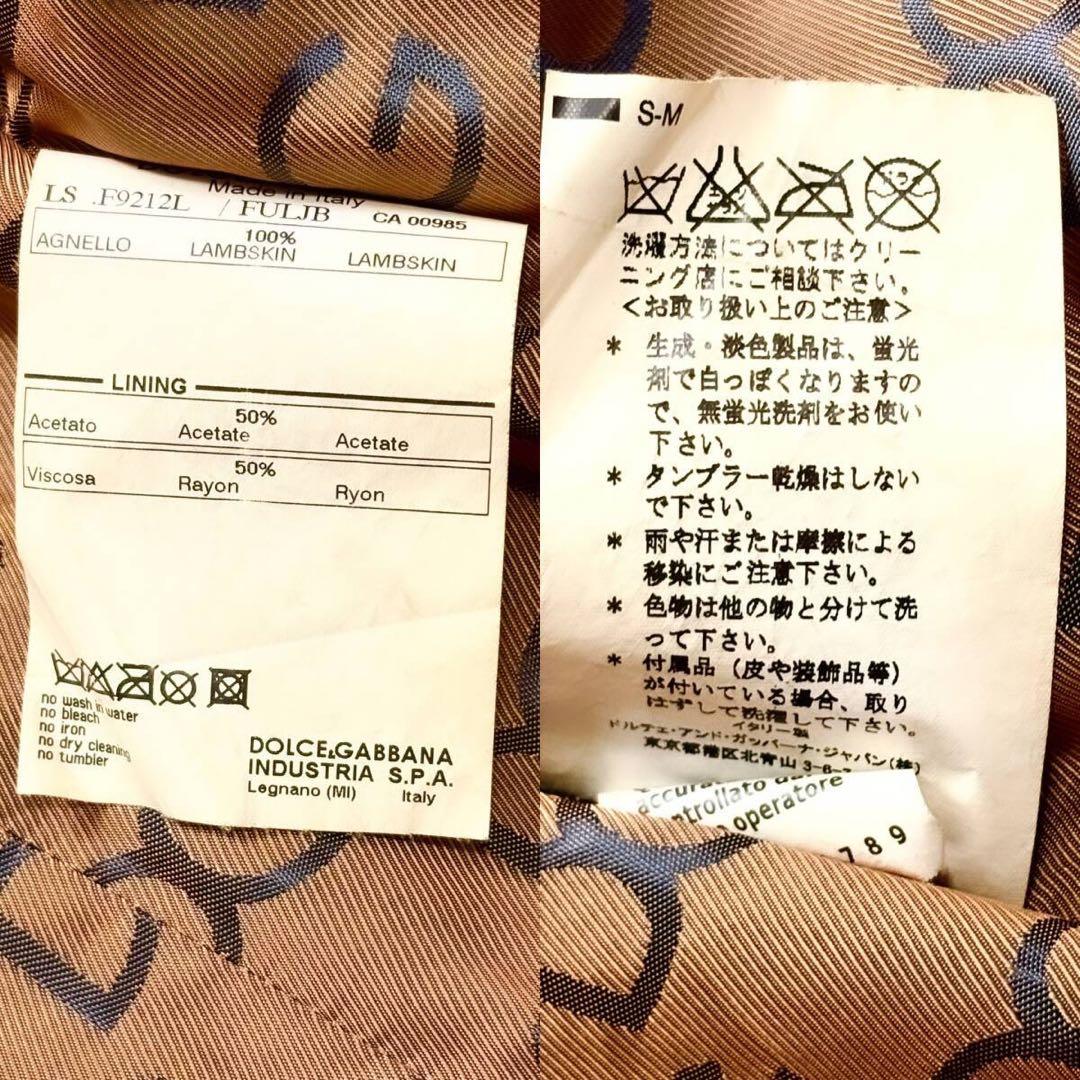 Made in Italy
LS .F9212L / FULJB CA 00985
100%
AGNELLO LAMBSKIN LAMBSKIN
LINING
50%
Acetato Acetate Acetate
50%
Viscosa Rayon Ryon
no wash in water
no bleach
no iron
no dry cleaning
no tumbler
DOLCE&GABBANA
INDUSTRIA S.P.A.
Legnano (MI) Italy
S-M
洗濯方法についてはクリー
ニング店にご相談下さい。
<お取り扱い上のご注意>
* 生成・淡色製品は、蛍光
剤で白っぽくなりますの
で、無蛍光洗剤をお使い
下さい。
* タンブラー乾燥はしない
で下さい。
* 雨や汗または摩擦による
移染にご注意下さい。
* 色物は他の物と分けて洗
って下さい。
* 付属品（皮や装飾品等）
が付いている場合、取り
はずして洗濯して下さい。
イタリー製
ドルチェ・アンド・ガッバーナ・ジャパン(株)
東京都港区北青山3-6-
operatore
789